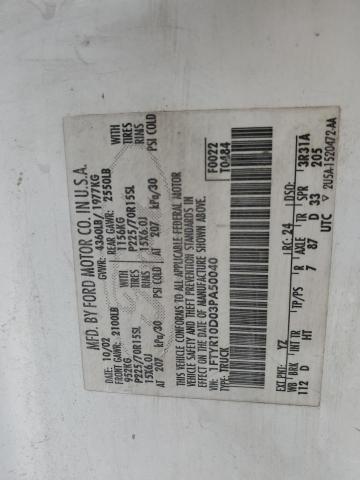 MFD. BY FORD MOTOR CO. IN U.S.A.
10/02 GVWR: 4360LB/1977KG
FRONT GAWR: 2100LB REAR GAWR: 2550LB
952KG WITH 1156KG WITH
P225/70R15SL TIRES P225/70R15SL TIRES
15X6.0J RIMS 15X6.0J RIMS
AT 207 kPa/30 PSI COLD AT 207 kPa/30 PSI COLD
THIS VEHICLE CONFORMS TO ALL APPLICABLE FEDERAL MOTOR
VEHICLE SAFETY AND THEFT PREVENTION STANDARDS IN
EFFECT ON THE DATE OF MANUFACTURE SHOWN ABOVE.
VIN: 1FTYR10D03PA50040 F0022
TYPE: TRUCK T0484
EXT PNT: YZ RC: 24 DSO:
WB BRK INT TR TP/PS R AXLE TR SPR 3R31A
112 D HT 7 87 D 33 205
UTC 2U5A-1520472-AA